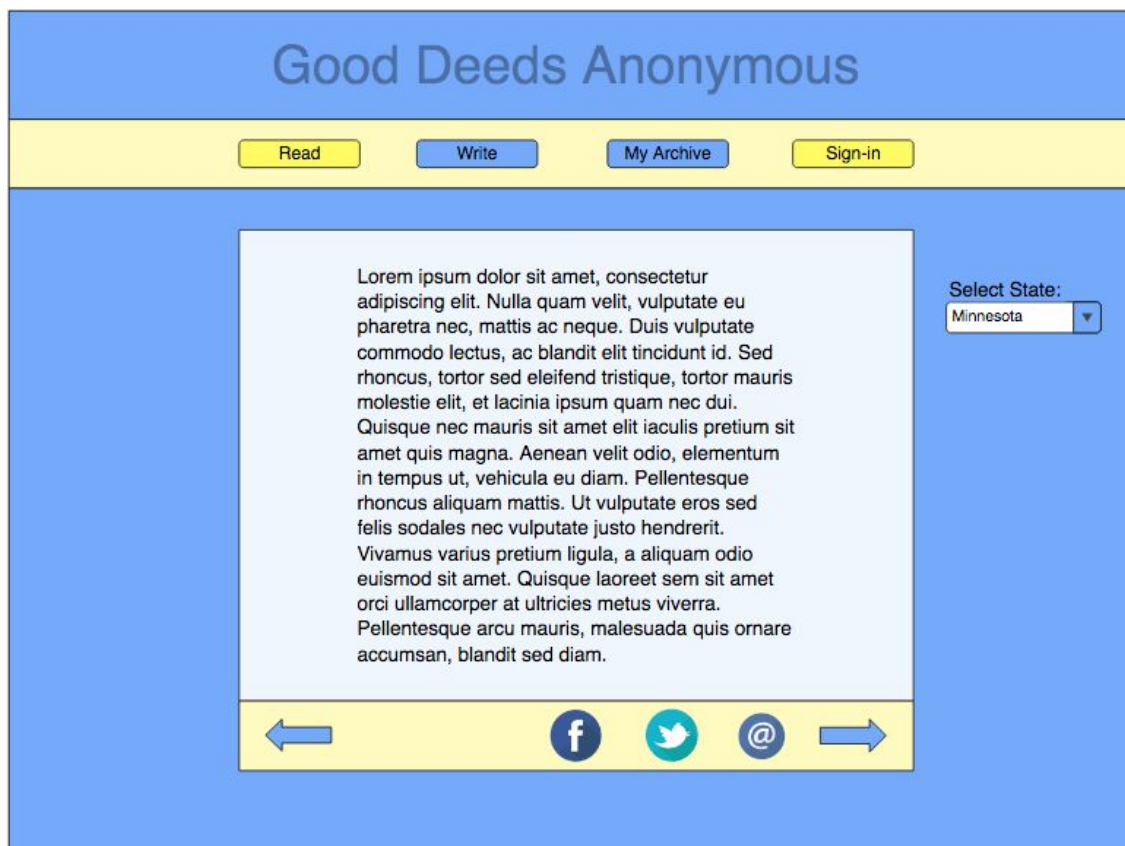 Good Deeds Anonymous
Read
Write
My Archive
Sign-in
Lorem ipsum dolor sit amet, consectetur
adipiscing elit. Nulla quam velit, vulputate eu
pharetra nec, mattis ac neque. Duis vulputate
commodo lectus, ac blandit elit tincidunt id. Sed
rhoncus, tortor sed eleifend tristique, tortor mauris
molestie elit, et lacinia ipsum quam nec dui.
Quisque nec mauris sit amet elit iaculis pretium sit
amet quis magna. Aenean velit odio, elementum
in tempus ut, vehicula eu diam. Pellentesque
rhoncus aliquam mattis. Ut vulputate eros sed
felis sodales nec vulputate justo hendrerit.
Vivamus varius pretium ligula, a aliquam odio
euismod sit amet. Quisque laoreet sem sit amet
orci ullamcorper at ultricies metus viverra.
Pellentesque arcu mauris, malesuada quis ornare
accumsan, blandit sed diam.
Select State:
Minnesota
f
@